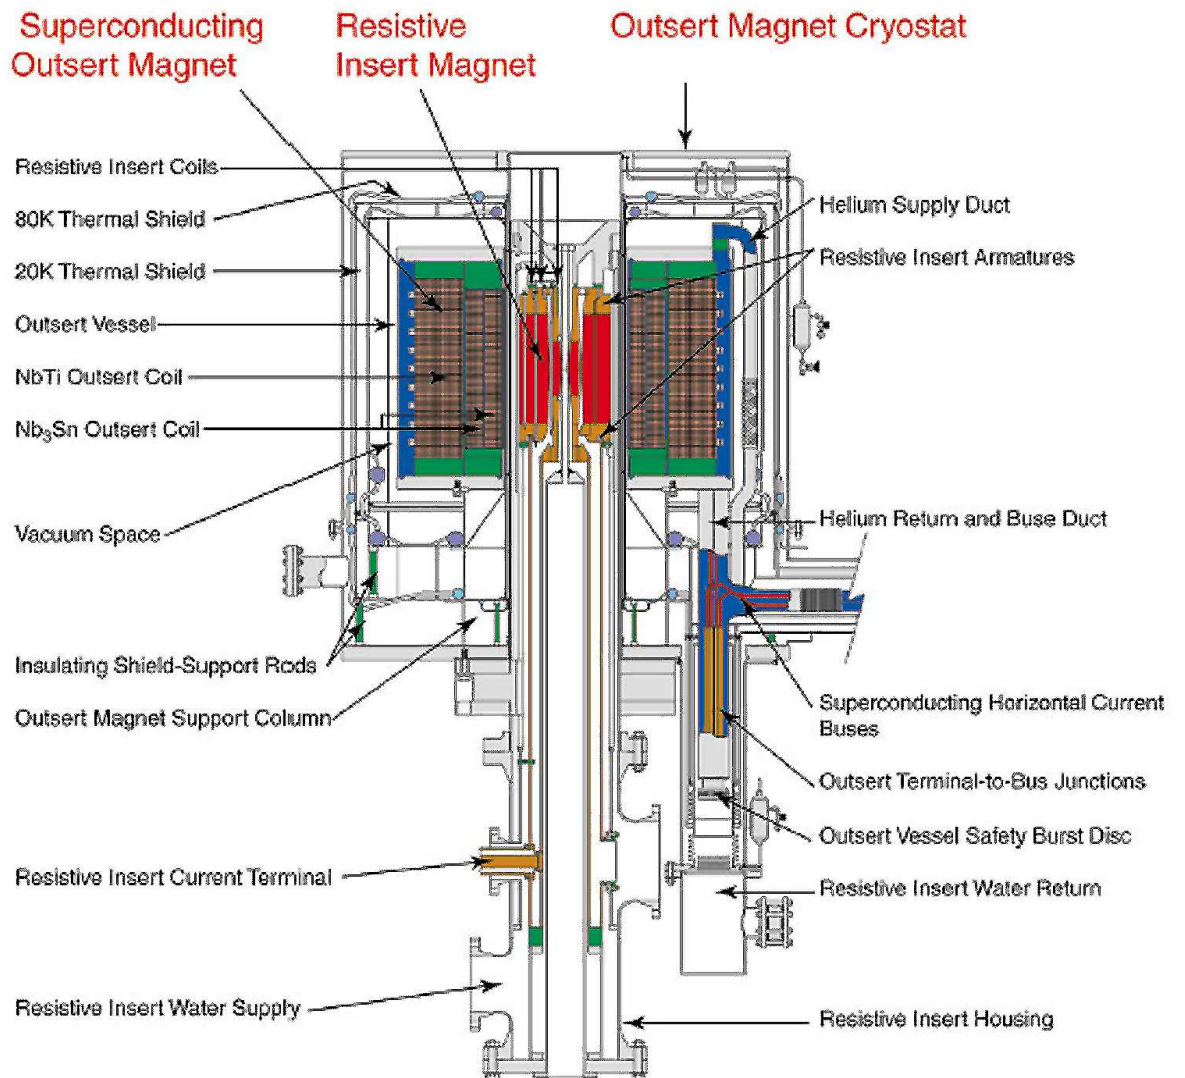 Superconducting
Outsert Magnet
Resistive
Insert Magnet
Outsert Magnet Cryostat
Resistive Insert Coils
80K Thermal Shield
20K Thermal Shield
Outsert Vessel
NbTi Outsert Coil
Nb₃Sn Outsert Coil
Vacuum Space
Insulating Shield-Support Rods
Outsert Magnet Support Column
Resistive Insert Current Terminal
Resistive Insert Water Supply
Helium Supply Duct
Resistive Insert Armatures
Helium Return and Buse Duct
Superconducting Horizontal Current
Buses
Outsert Terminal-to-Bus Junctions
Outsert Vessel Safety Burst Disc
Resistive Insert Water Return
Resistive Insert Housing